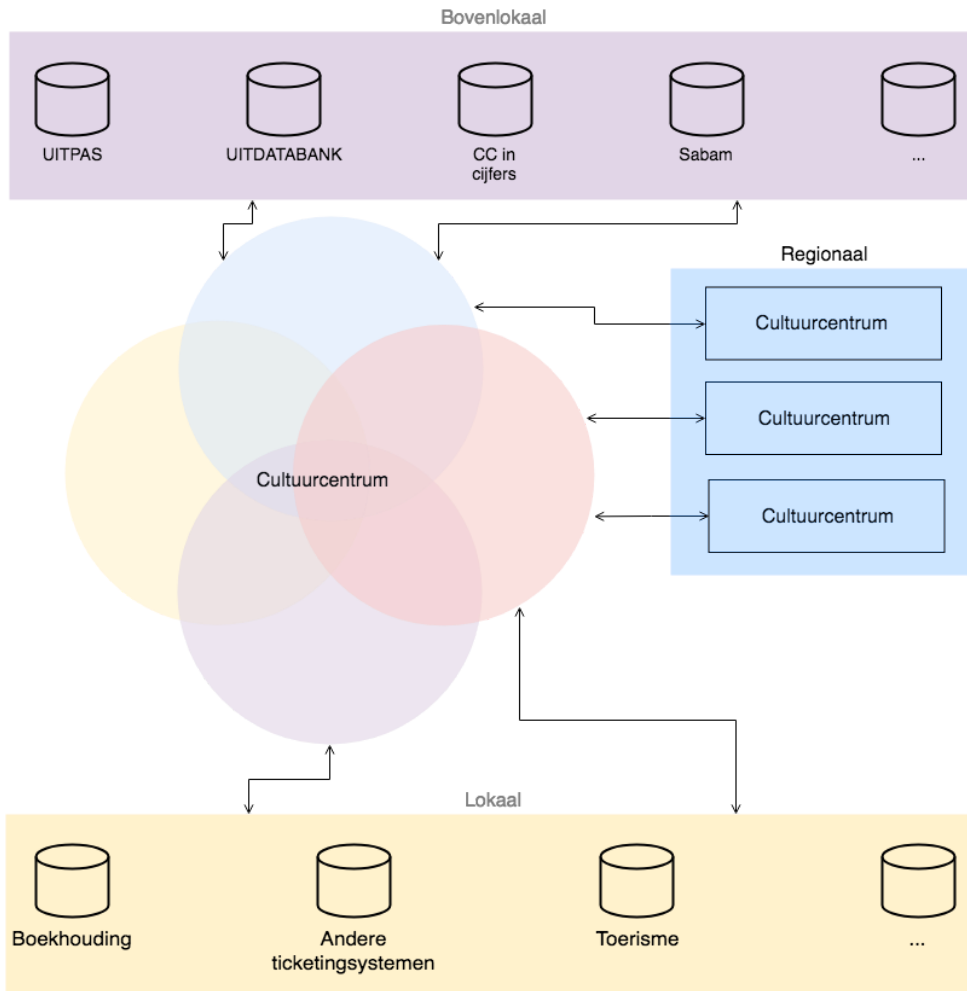 Bovenlokaal
UITPAS
UITDATABANK
CC in
cijfers
Sabam
...
Regionaal
Cultuurcentrum
Cultuurcentrum
Cultuurcentrum
Cultuurcentrum
Lokaal
Boekhouding
Andere
ticketingsystemen
Toerisme
...